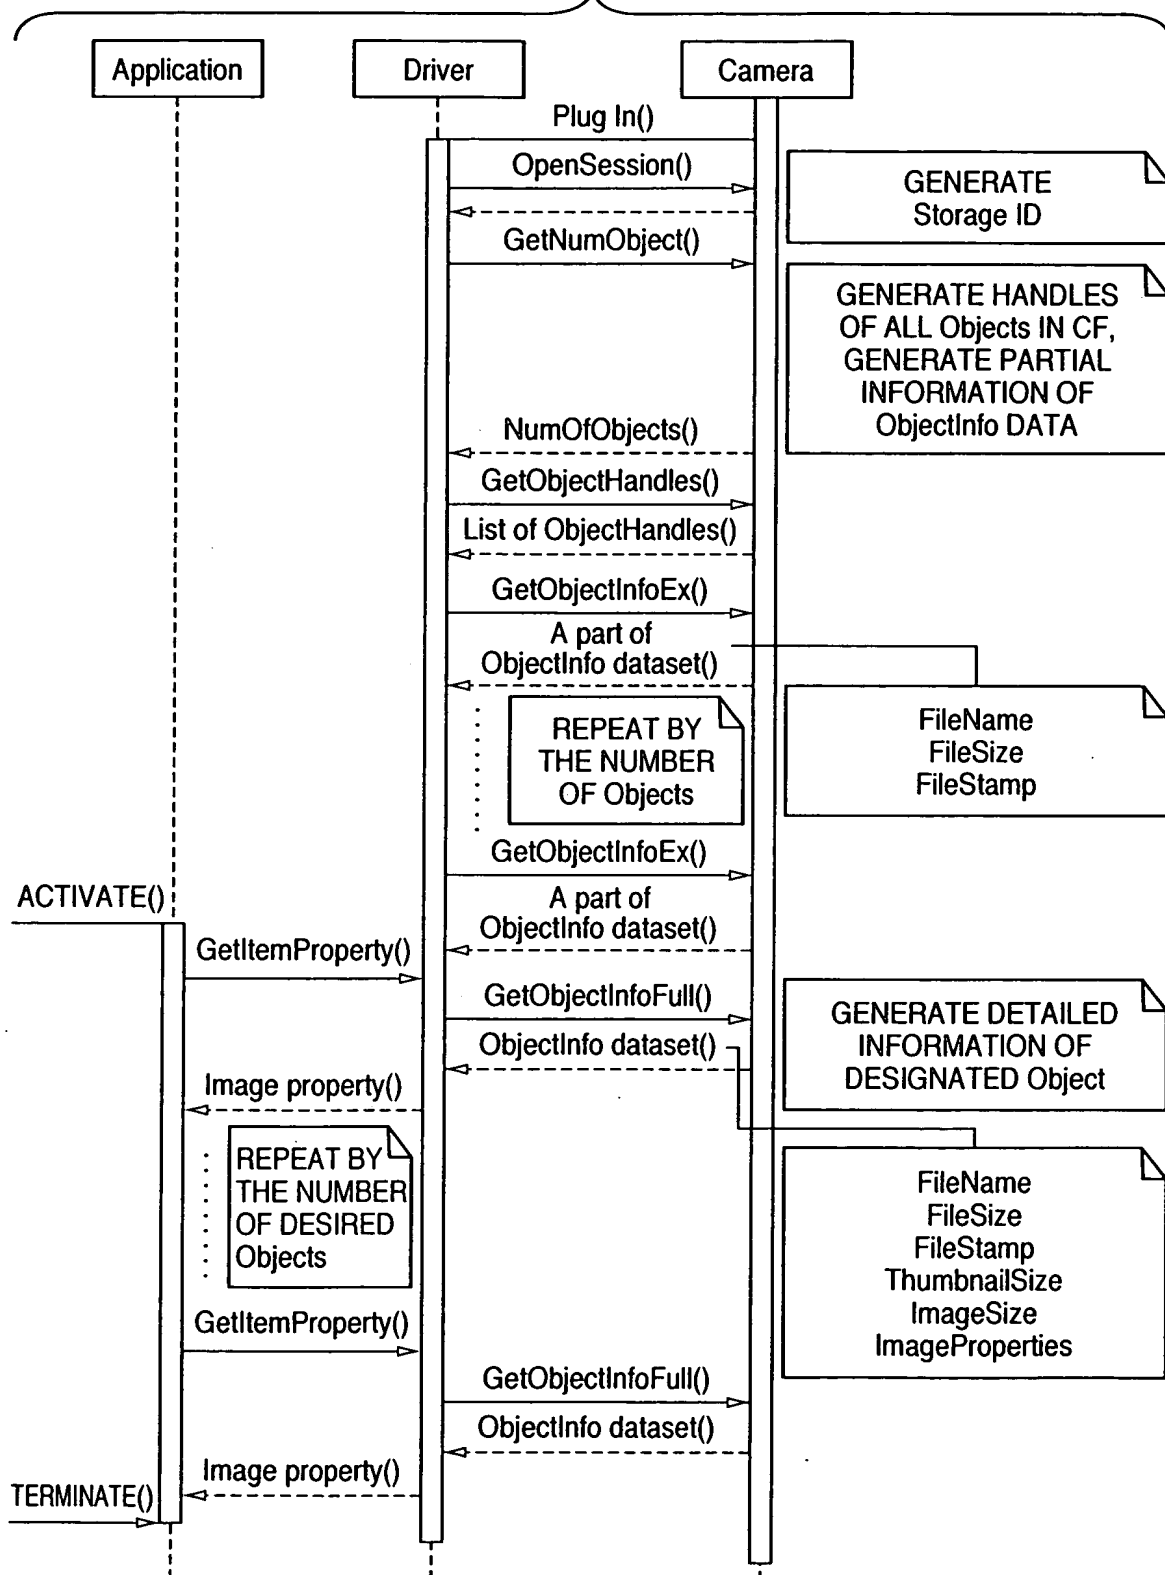 Application
Driver
Camera
Plug In()
OpenSession()
GENERATE
Storage ID
GetNumObject()
GENERATE HANDLES
OF ALL Objects IN CF,
GENERATE PARTIAL
INFORMATION OF
ObjectInfo DATA
NumOfObjects()
GetObjectHandles()
List of ObjectHandles()
GetObjectInfoEx()
A part of
ObjectInfo dataset()
FileName
FileSize
FileStamp
REPEAT BY
THE NUMBER
OF Objects
GetObjectInfoEx()
ACTIVATE()
A part of
ObjectInfo dataset()
GetItemProperty()
GetObjectInfoFull()
GENERATE DETAILED
INFORMATION OF
DESIGNATED Object
ObjectInfo dataset()
Image property()
REPEAT BY
THE NUMBER
OF DESIRED
Objects
FileName
FileSize
FileStamp
ThumbnailSize
ImageSize
ImageProperties
GetItemProperty()
GetObjectInfoFull()
ObjectInfo dataset()
Image property()
TERMINATE()